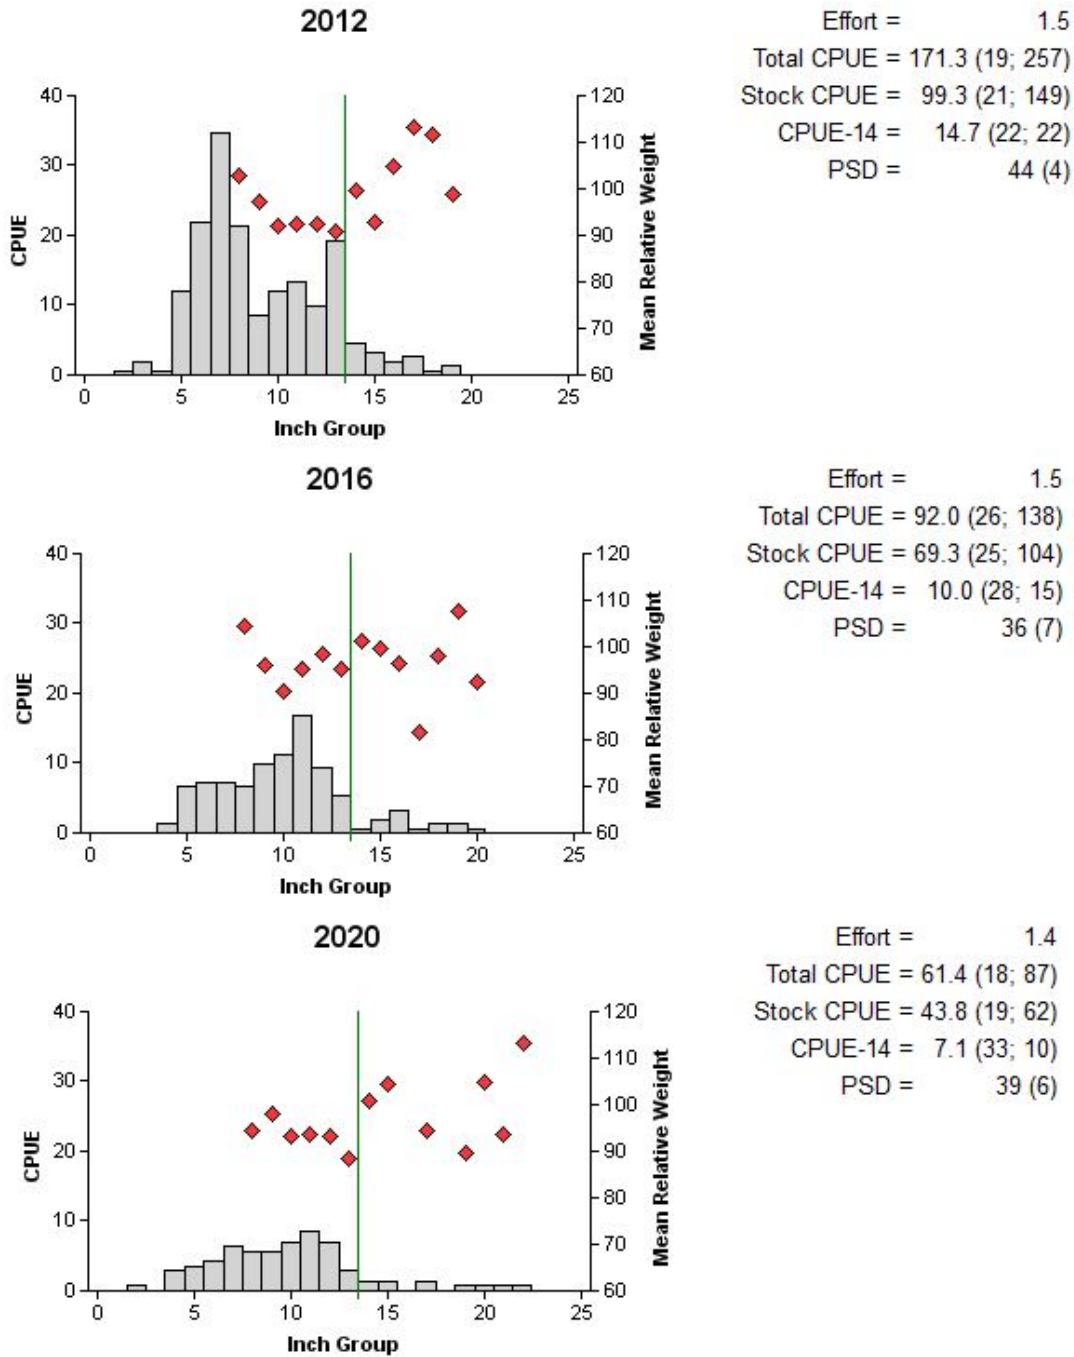 2012
Effort = 1.5
Total CPUE = 171.3 (19; 257)
Stock CPUE = 99.3 (21; 149)
CPUE-14 = 14.7 (22; 22)
PSD = 44 (4)
40 30 20 10 0
CPUE
120 110 100 90 80 70 60
Mean Relative Weight
0 5 10 15 20 25
Inch Group
2016
Effort = 1.5
Total CPUE = 92.0 (26; 138)
Stock CPUE = 69.3 (25; 104)
CPUE-14 = 10.0 (28; 15)
PSD = 36 (7)
40 30 20 10 0
CPUE
120 110 100 90 80 70 60
Mean Relative Weight
0 5 10 15 20 25
Inch Group
2020
Effort = 1.4
Total CPUE = 61.4 (18; 87)
Stock CPUE = 43.8 (19; 62)
CPUE-14 = 7.1 (33; 10)
PSD = 39 (6)
40 30 20 10 0
CPUE
120 110 100 90 80 70 60
Mean Relative Weight
0 5 10 15 20 25
Inch Group